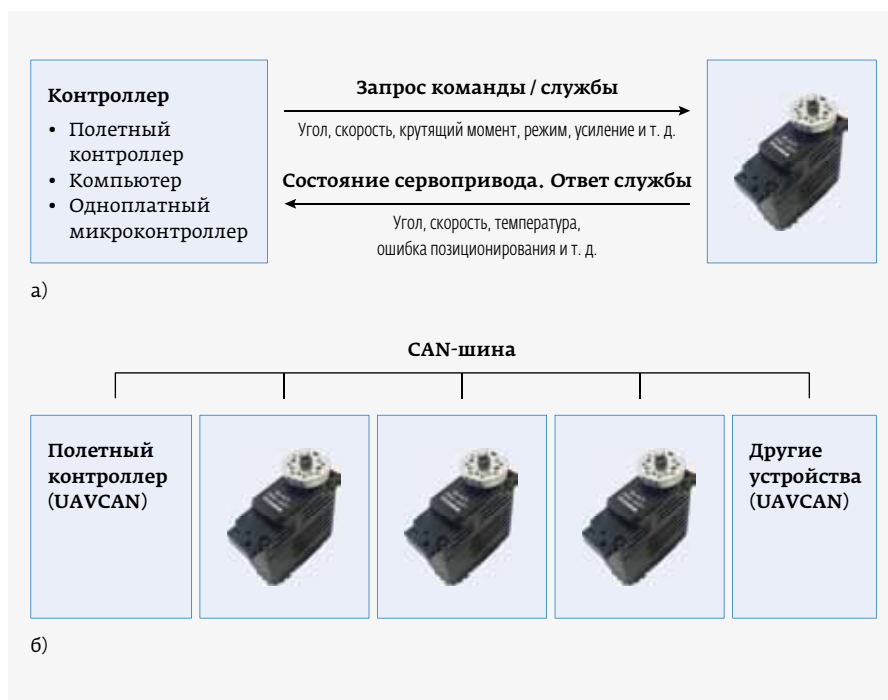 Контроллер
• Полетный
контроллер
• Компьютер
• Одноплатный
микроконтроллер
Запрос команды / службы
Угол, скорость, крутящий момент, режим, усиление и т. д.
Состояние сервопривода. Ответ службы
Угол, скорость, температура,
ошибка позиционирования и т. д.
а)
CAN-шина
Полетный
контроллер
(UAVCAN)
Другие
устройства
(UAVCAN)
б)